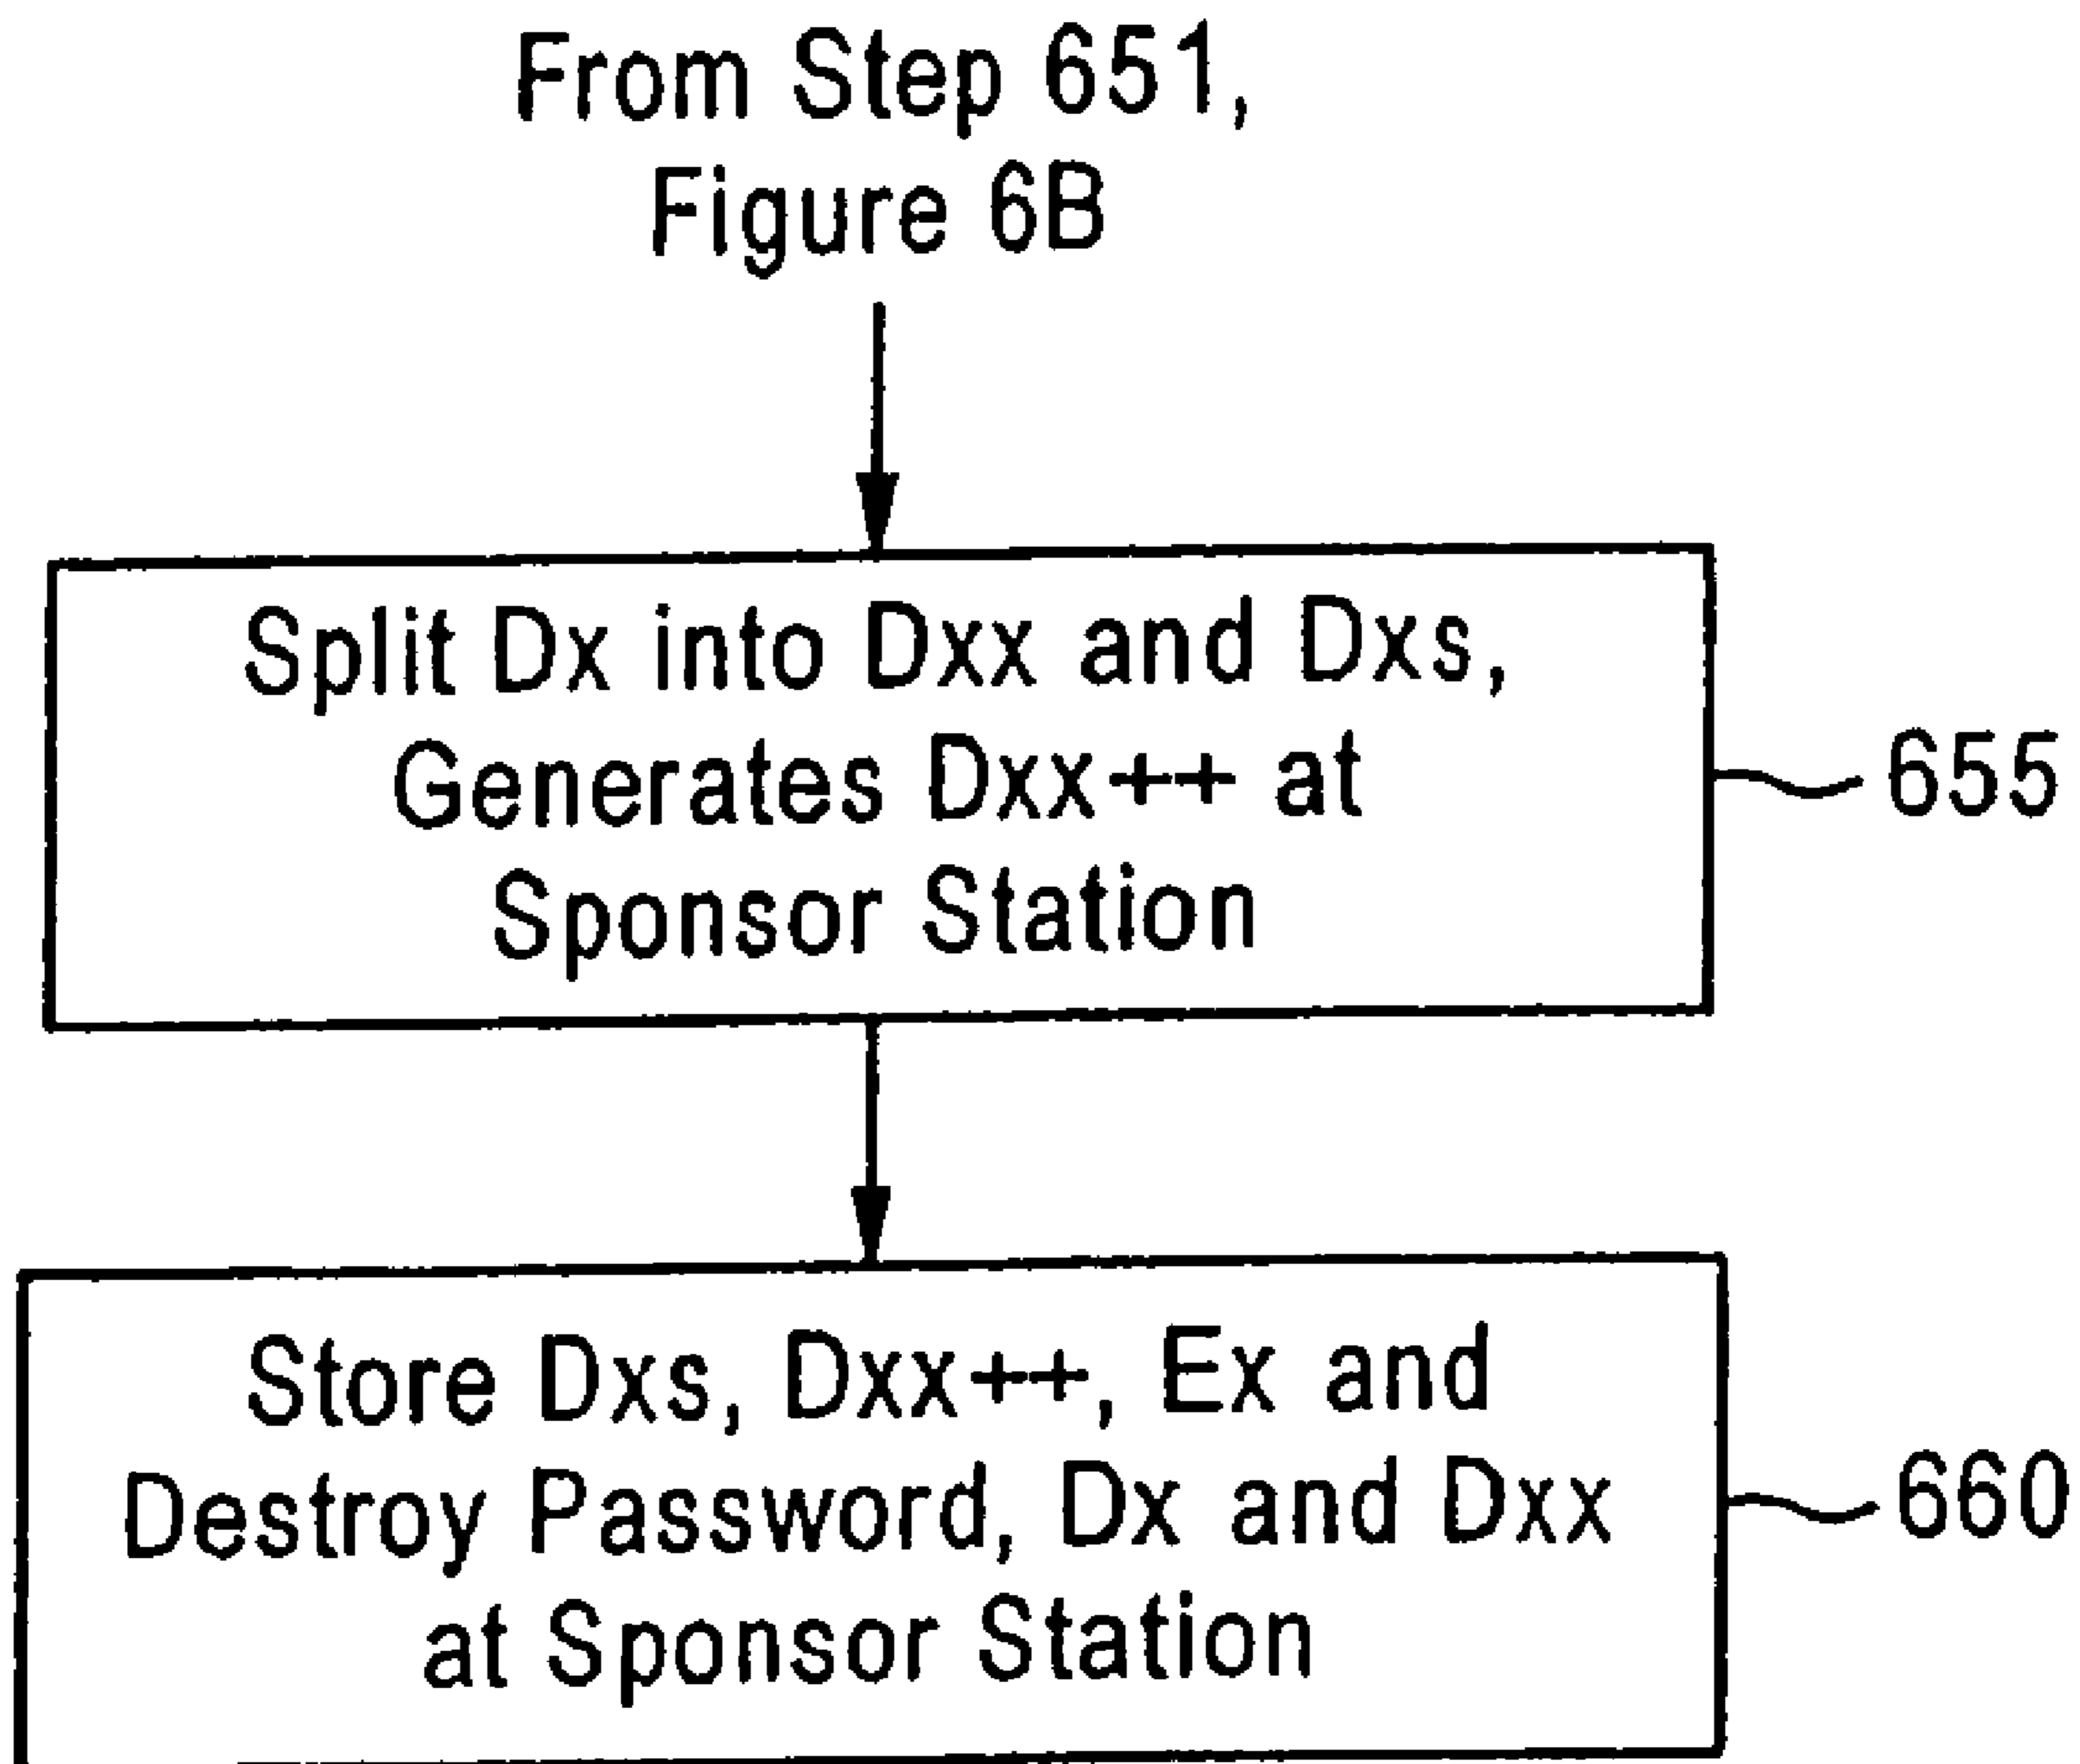 From Step 651,
Figure 6B
Split Dx into Dxx and Dxs,
Generates Dxx++ at
Sponsor Station
655
Store Dxs, Dxx++, Ex and
Destroy Password, Dx and Dxx
at Sponsor Station
660